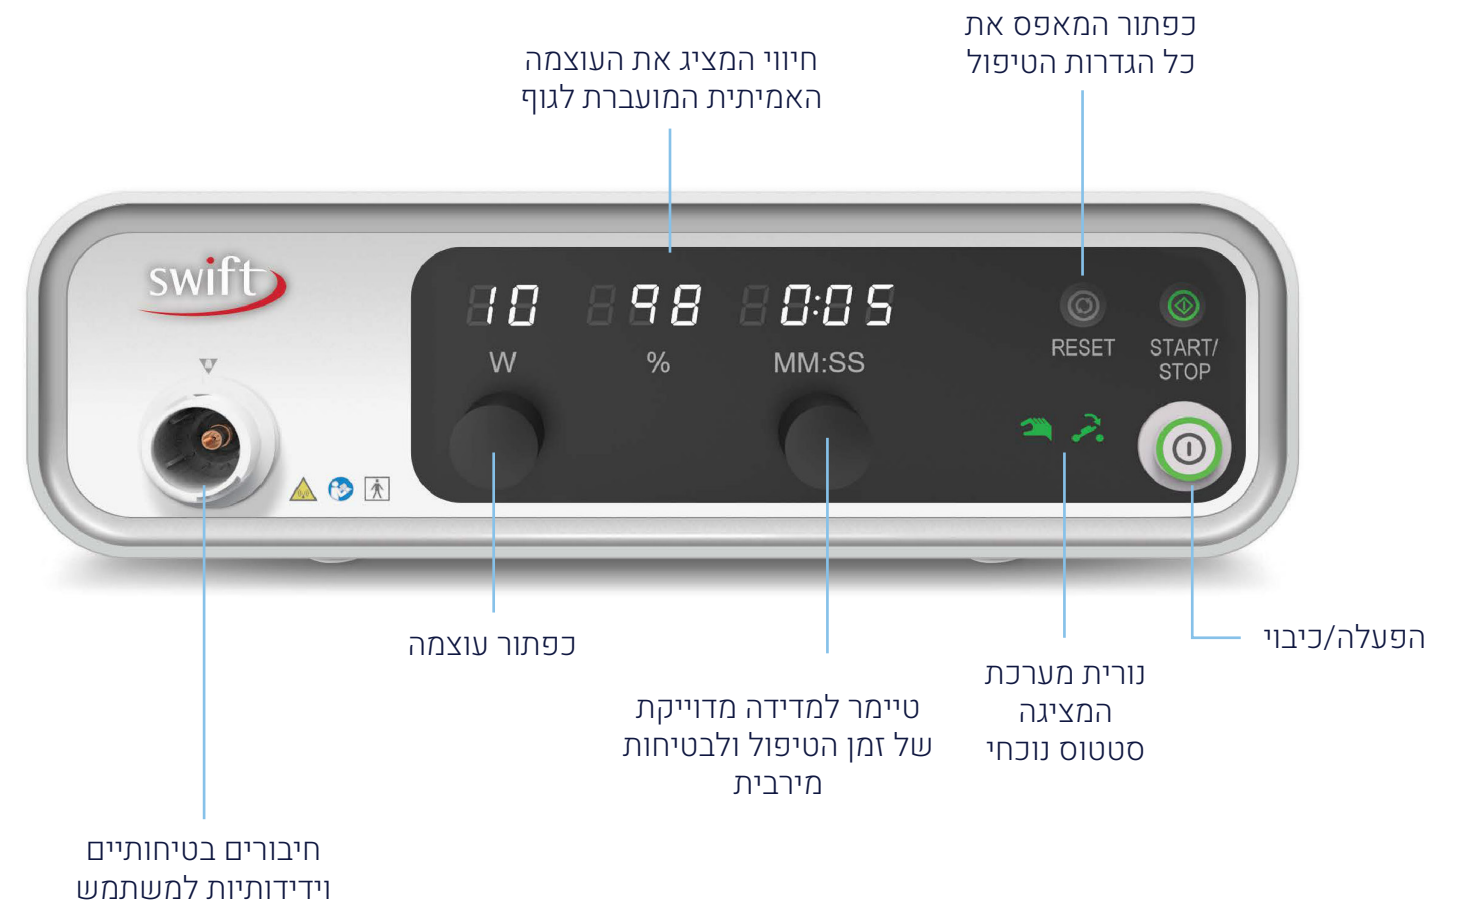 כפתור המאפס את
כל הגדרות הטיפול
חיווי המציג את העוצמה
האמיתית המועברת לגוף
swift
10 98 0:05
W % MM:SS
RESET
START/
STOP
הפעלה/כיבוי
כפתור עוצמה
נורית מערכת
המציגה
סטטוס נוכחי
טיימר למדידה מדוייקת
של זמן הטיפול ולבטיחות
מירבית
חיבורים בטיחותיים
וידידותיות למשתמש